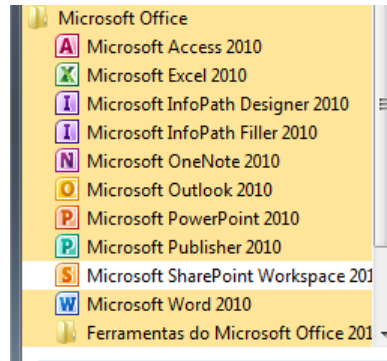 Microsoft Office
A Microsoft Access 2010
X Microsoft Excel 2010
I Microsoft InfoPath Designer 2010
I Microsoft InfoPath Filler 2010
N Microsoft OneNote 2010
O Microsoft Outlook 2010
P Microsoft PowerPoint 2010
P Microsoft Publisher 2010
S Microsoft SharePoint Workspace 201
W Microsoft Word 2010
Ferramentas do Microsoft Office 201